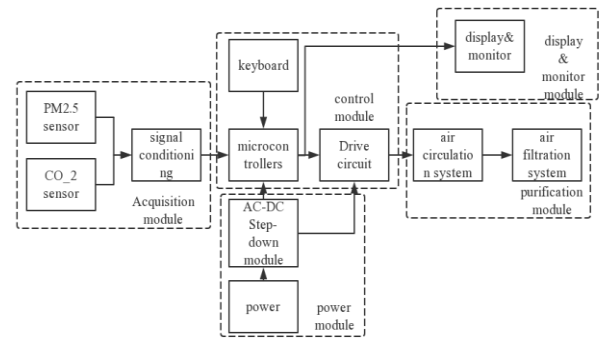 PM2.5
sensor
CO_2
sensor
signal
conditioni
ng
Acquisition
module
keyboard
microcon
trollers
Drive
circuit
control
module
display&
monitor
display
&
monitor
module
air
circulatio
n system
air
filtration
system
purification
module
AC-DC
Step-
down
module
power
power
module